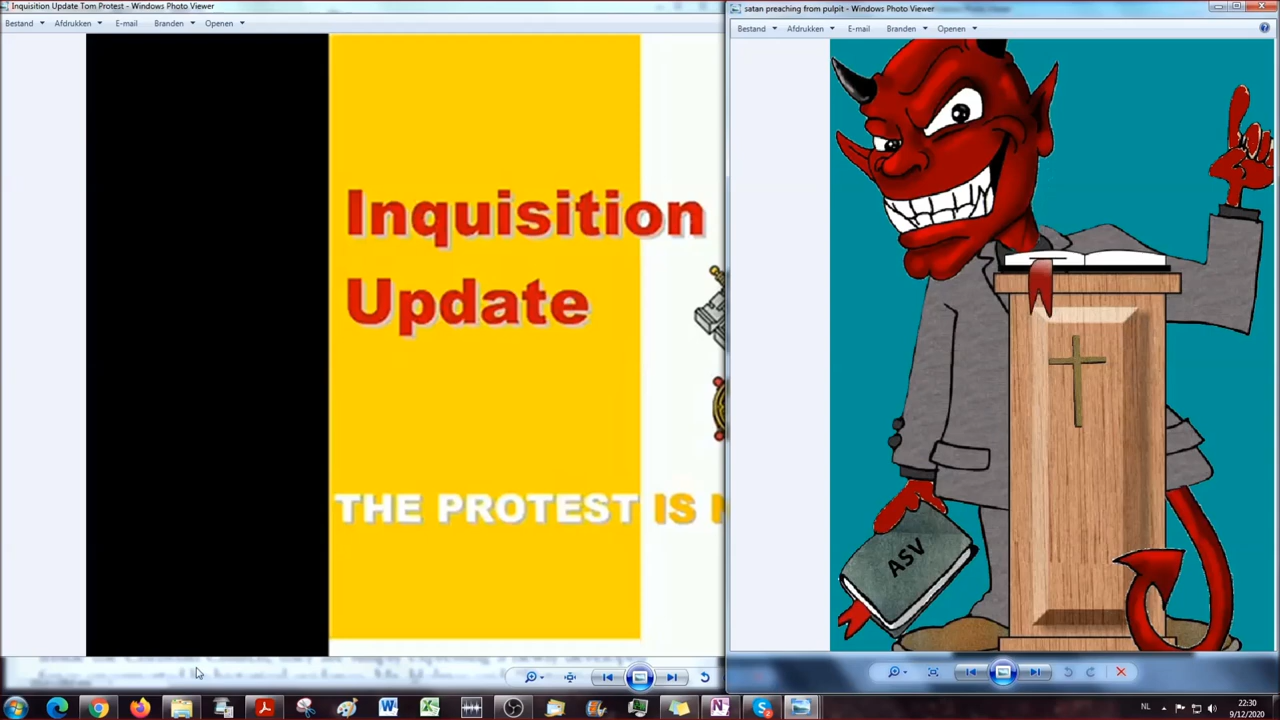 Inquisition Update Tom Protest - Windows Photo Viewer
Bestand Afdrukken E-mail Branden Openen
Inquisition
Update
THE PROTEST IS
satan preaching from pulpit - Windows Photo Viewer
Bestand Afdrukken E-mail Branden Openen
ASV
NL
22:30
9/12/2020